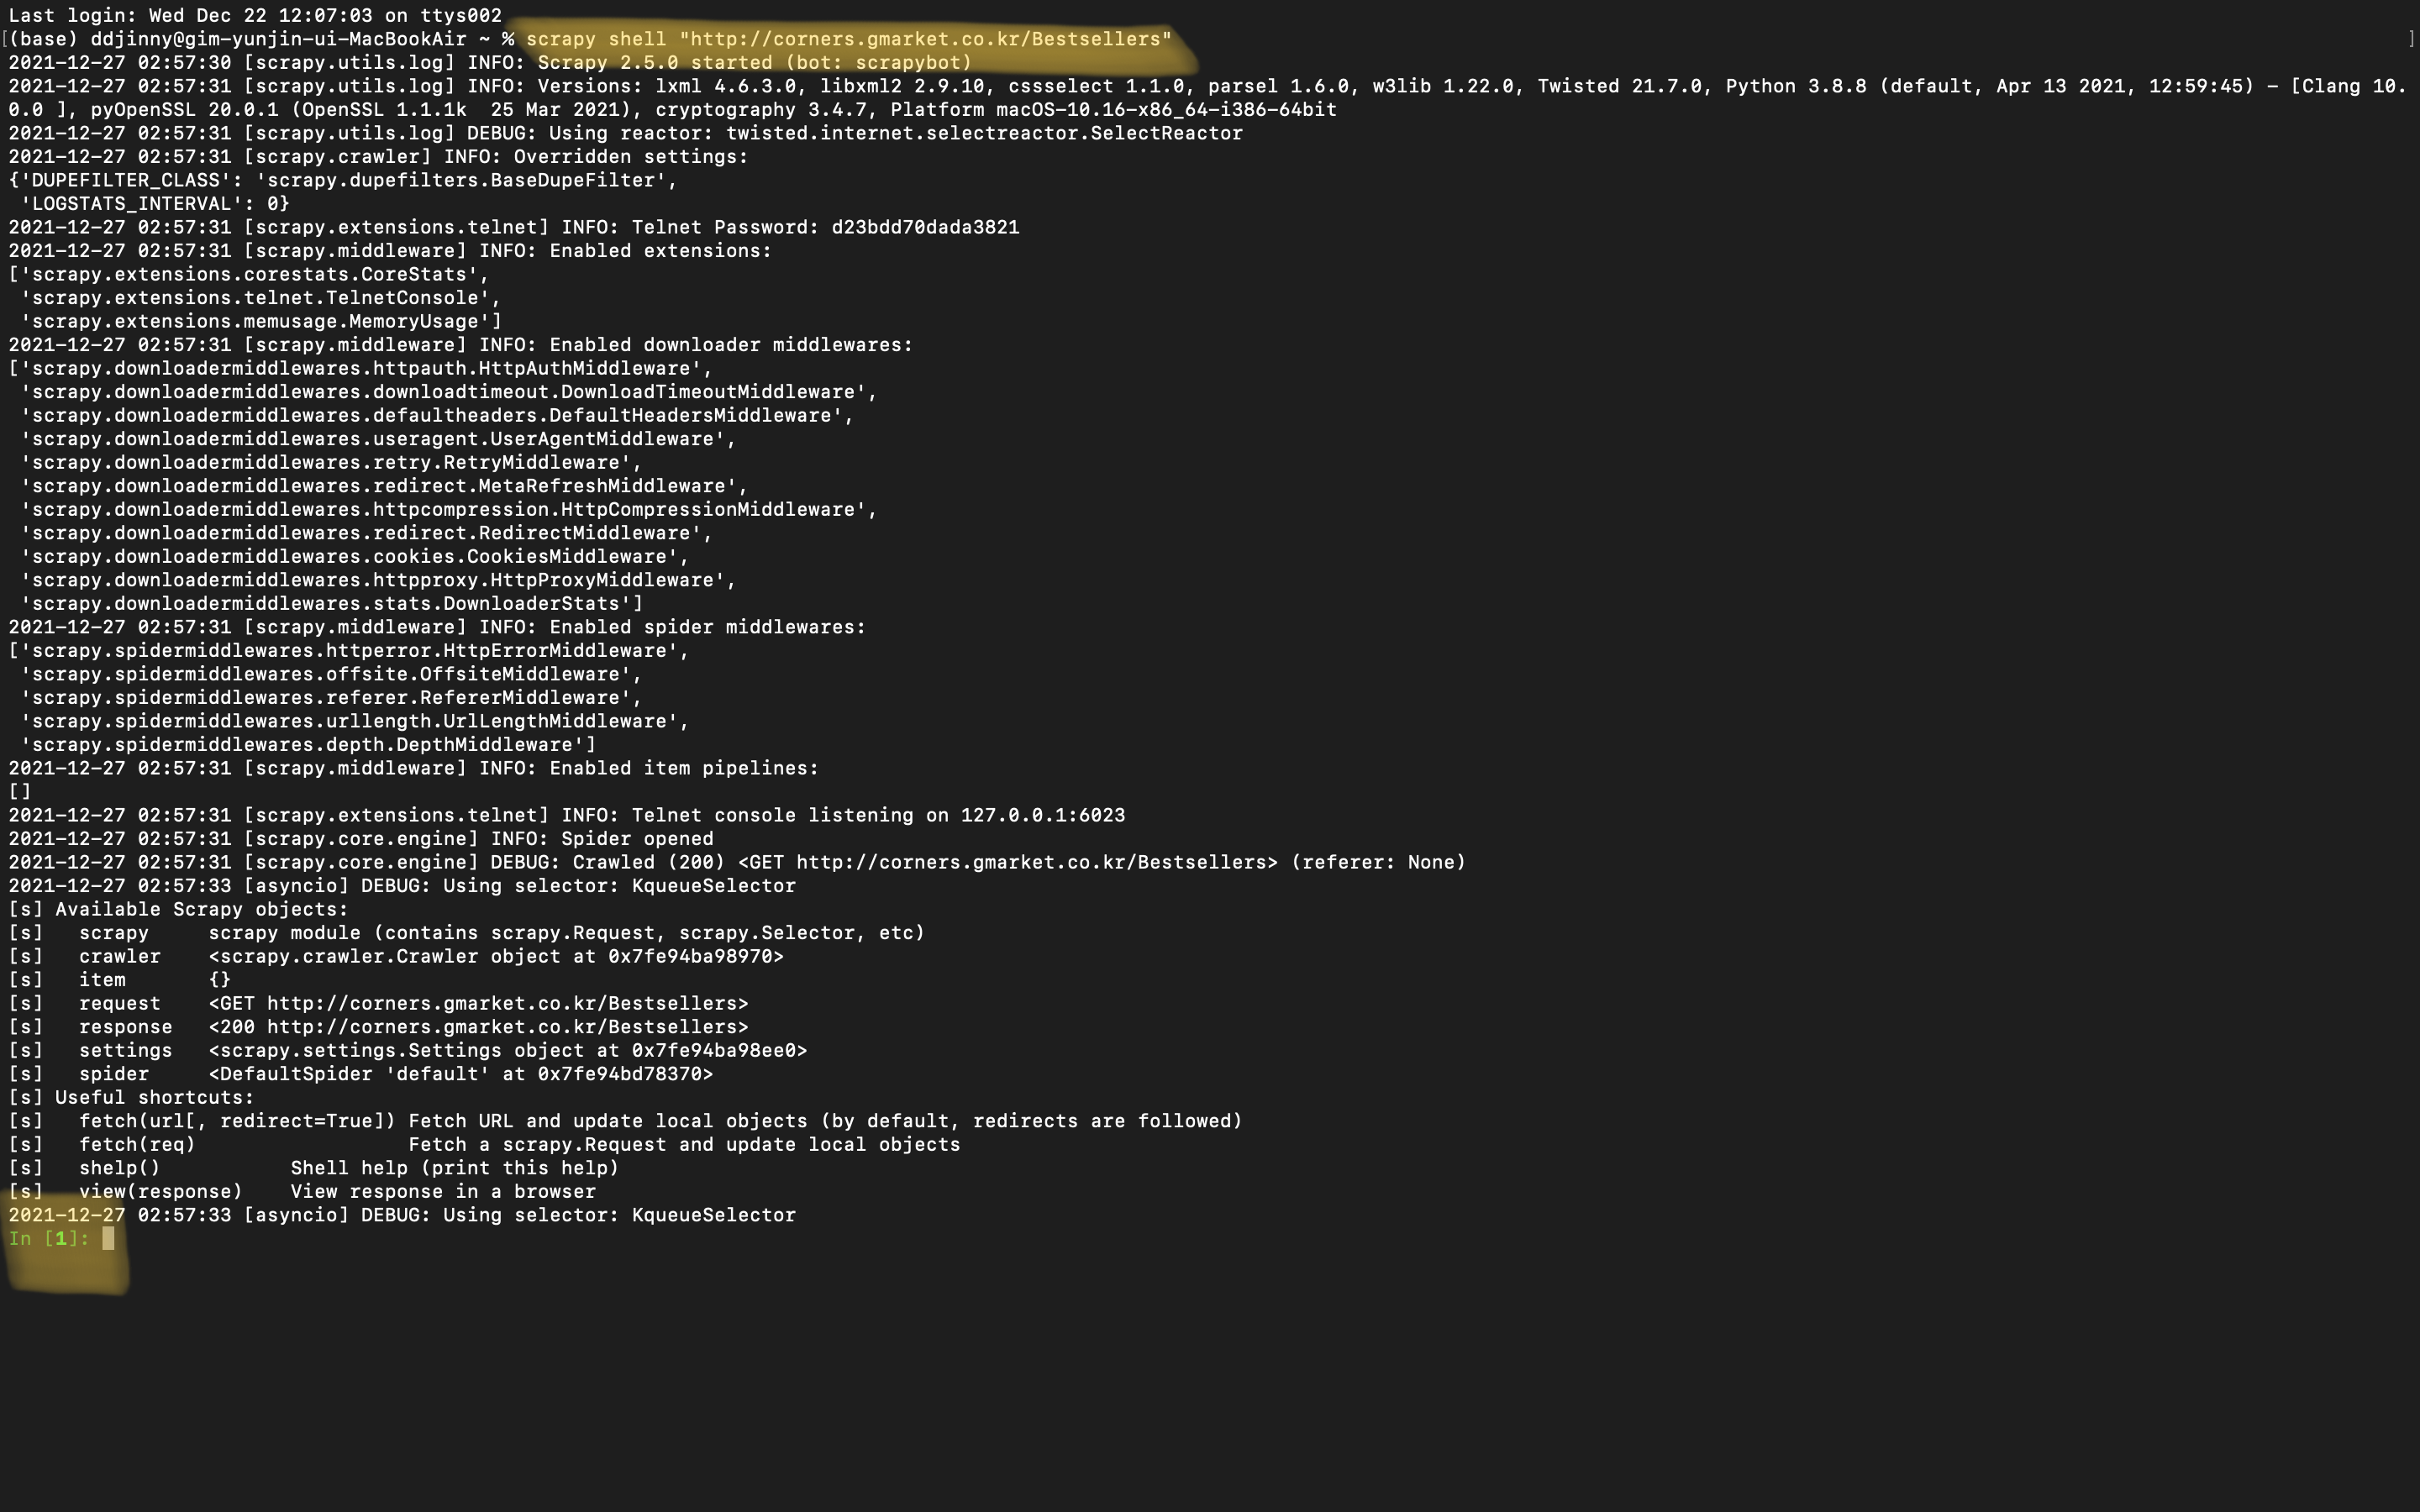 Last login: Wed Dec 22 12:07:03 on ttys002
[(base) ddjinny@gim-yunjin-ui-MacBookAir ~ % scrapy shell "http://corners.gmarket.co.kr/Bestsellers" ]
2021-12-27 02:57:30 [scrapy.utils.log] INFO: Scrapy 2.5.0 started (bot: scrapybot)
2021-12-27 02:57:31 [scrapy.utils.log] INFO: Versions: lxml 4.6.3.0, libxml2 2.9.10, cssselect 1.1.0, parsel 1.6.0, w3lib 1.22.0, Twisted 21.7.0, Python 3.8.8 (default, Apr 13 2021, 12:59:45) - [Clang 10.
0.0 ], pyOpenSSL 20.0.1 (OpenSSL 1.1.1k  25 Mar 2021), cryptography 3.4.7, Platform macOS-10.16-x86_64-i386-64bit
2021-12-27 02:57:31 [scrapy.utils.log] DEBUG: Using reactor: twisted.internet.selectreactor.SelectReactor
2021-12-27 02:57:31 [scrapy.crawler] INFO: Overridden settings:
{'DUPEFILTER_CLASS': 'scrapy.dupefilters.BaseDupeFilter',
 'LOGSTATS_INTERVAL': 0}
2021-12-27 02:57:31 [scrapy.extensions.telnet] INFO: Telnet Password: d23bdd70dada3821
2021-12-27 02:57:31 [scrapy.middleware] INFO: Enabled extensions:
['scrapy.extensions.corestats.CoreStats',
 'scrapy.extensions.telnet.TelnetConsole',
 'scrapy.extensions.memusage.MemoryUsage']
2021-12-27 02:57:31 [scrapy.middleware] INFO: Enabled downloader middlewares:
['scrapy.downloadermiddlewares.httpauth.HttpAuthMiddleware',
 'scrapy.downloadermiddlewares.downloadtimeout.DownloadTimeoutMiddleware',
 'scrapy.downloadermiddlewares.defaultheaders.DefaultHeadersMiddleware',
 'scrapy.downloadermiddlewares.useragent.UserAgentMiddleware',
 'scrapy.downloadermiddlewares.retry.RetryMiddleware',
 'scrapy.downloadermiddlewares.redirect.MetaRefreshMiddleware',
 'scrapy.downloadermiddlewares.httpcompression.HttpCompressionMiddleware',
 'scrapy.downloadermiddlewares.redirect.RedirectMiddleware',
 'scrapy.downloadermiddlewares.cookies.CookiesMiddleware',
 'scrapy.downloadermiddlewares.httpproxy.HttpProxyMiddleware',
 'scrapy.downloadermiddlewares.stats.DownloaderStats']
2021-12-27 02:57:31 [scrapy.middleware] INFO: Enabled spider middlewares:
['scrapy.spidermiddlewares.httperror.HttpErrorMiddleware',
 'scrapy.spidermiddlewares.offsite.OffsiteMiddleware',
 'scrapy.spidermiddlewares.referer.RefererMiddleware',
 'scrapy.spidermiddlewares.urllength.UrlLengthMiddleware',
 'scrapy.spidermiddlewares.depth.DepthMiddleware']
2021-12-27 02:57:31 [scrapy.middleware] INFO: Enabled item pipelines:
[]
2021-12-27 02:57:31 [scrapy.extensions.telnet] INFO: Telnet console listening on 127.0.0.1:6023
2021-12-27 02:57:31 [scrapy.core.engine] INFO: Spider opened
2021-12-27 02:57:31 [scrapy.core.engine] DEBUG: Crawled (200) <GET http://corners.gmarket.co.kr/Bestsellers> (referer: None)
2021-12-27 02:57:33 [asyncio] DEBUG: Using selector: KqueueSelector
[s] Available Scrapy objects:
[s]   scrapy     scrapy module (contains scrapy.Request, scrapy.Selector, etc)
[s]   crawler    <scrapy.crawler.Crawler object at 0x7fe94ba98970>
[s]   item       {}
[s]   request    <GET http://corners.gmarket.co.kr/Bestsellers>
[s]   response   <200 http://corners.gmarket.co.kr/Bestsellers>
[s]   settings   <scrapy.settings.Settings object at 0x7fe94ba98ee0>
[s]   spider     <DefaultSpider 'default' at 0x7fe94bd78370>
[s] Useful shortcuts:
[s]   fetch(url[, redirect=True]) Fetch URL and update local objects (by default, redirects are followed)
[s]   fetch(req)                  Fetch a scrapy.Request and update local objects
[s]   shelp()           Shell help (print this help)
[s]   view(response)    View response in a browser
2021-12-27 02:57:33 [asyncio] DEBUG: Using selector: KqueueSelector
In [1]: